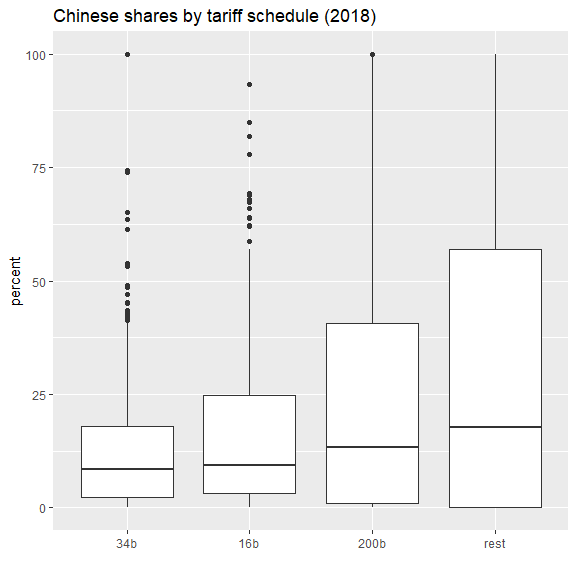 Chinese shares by tariff schedule (2018)
100
75
50
25
0
percent
34b 16b 200b rest